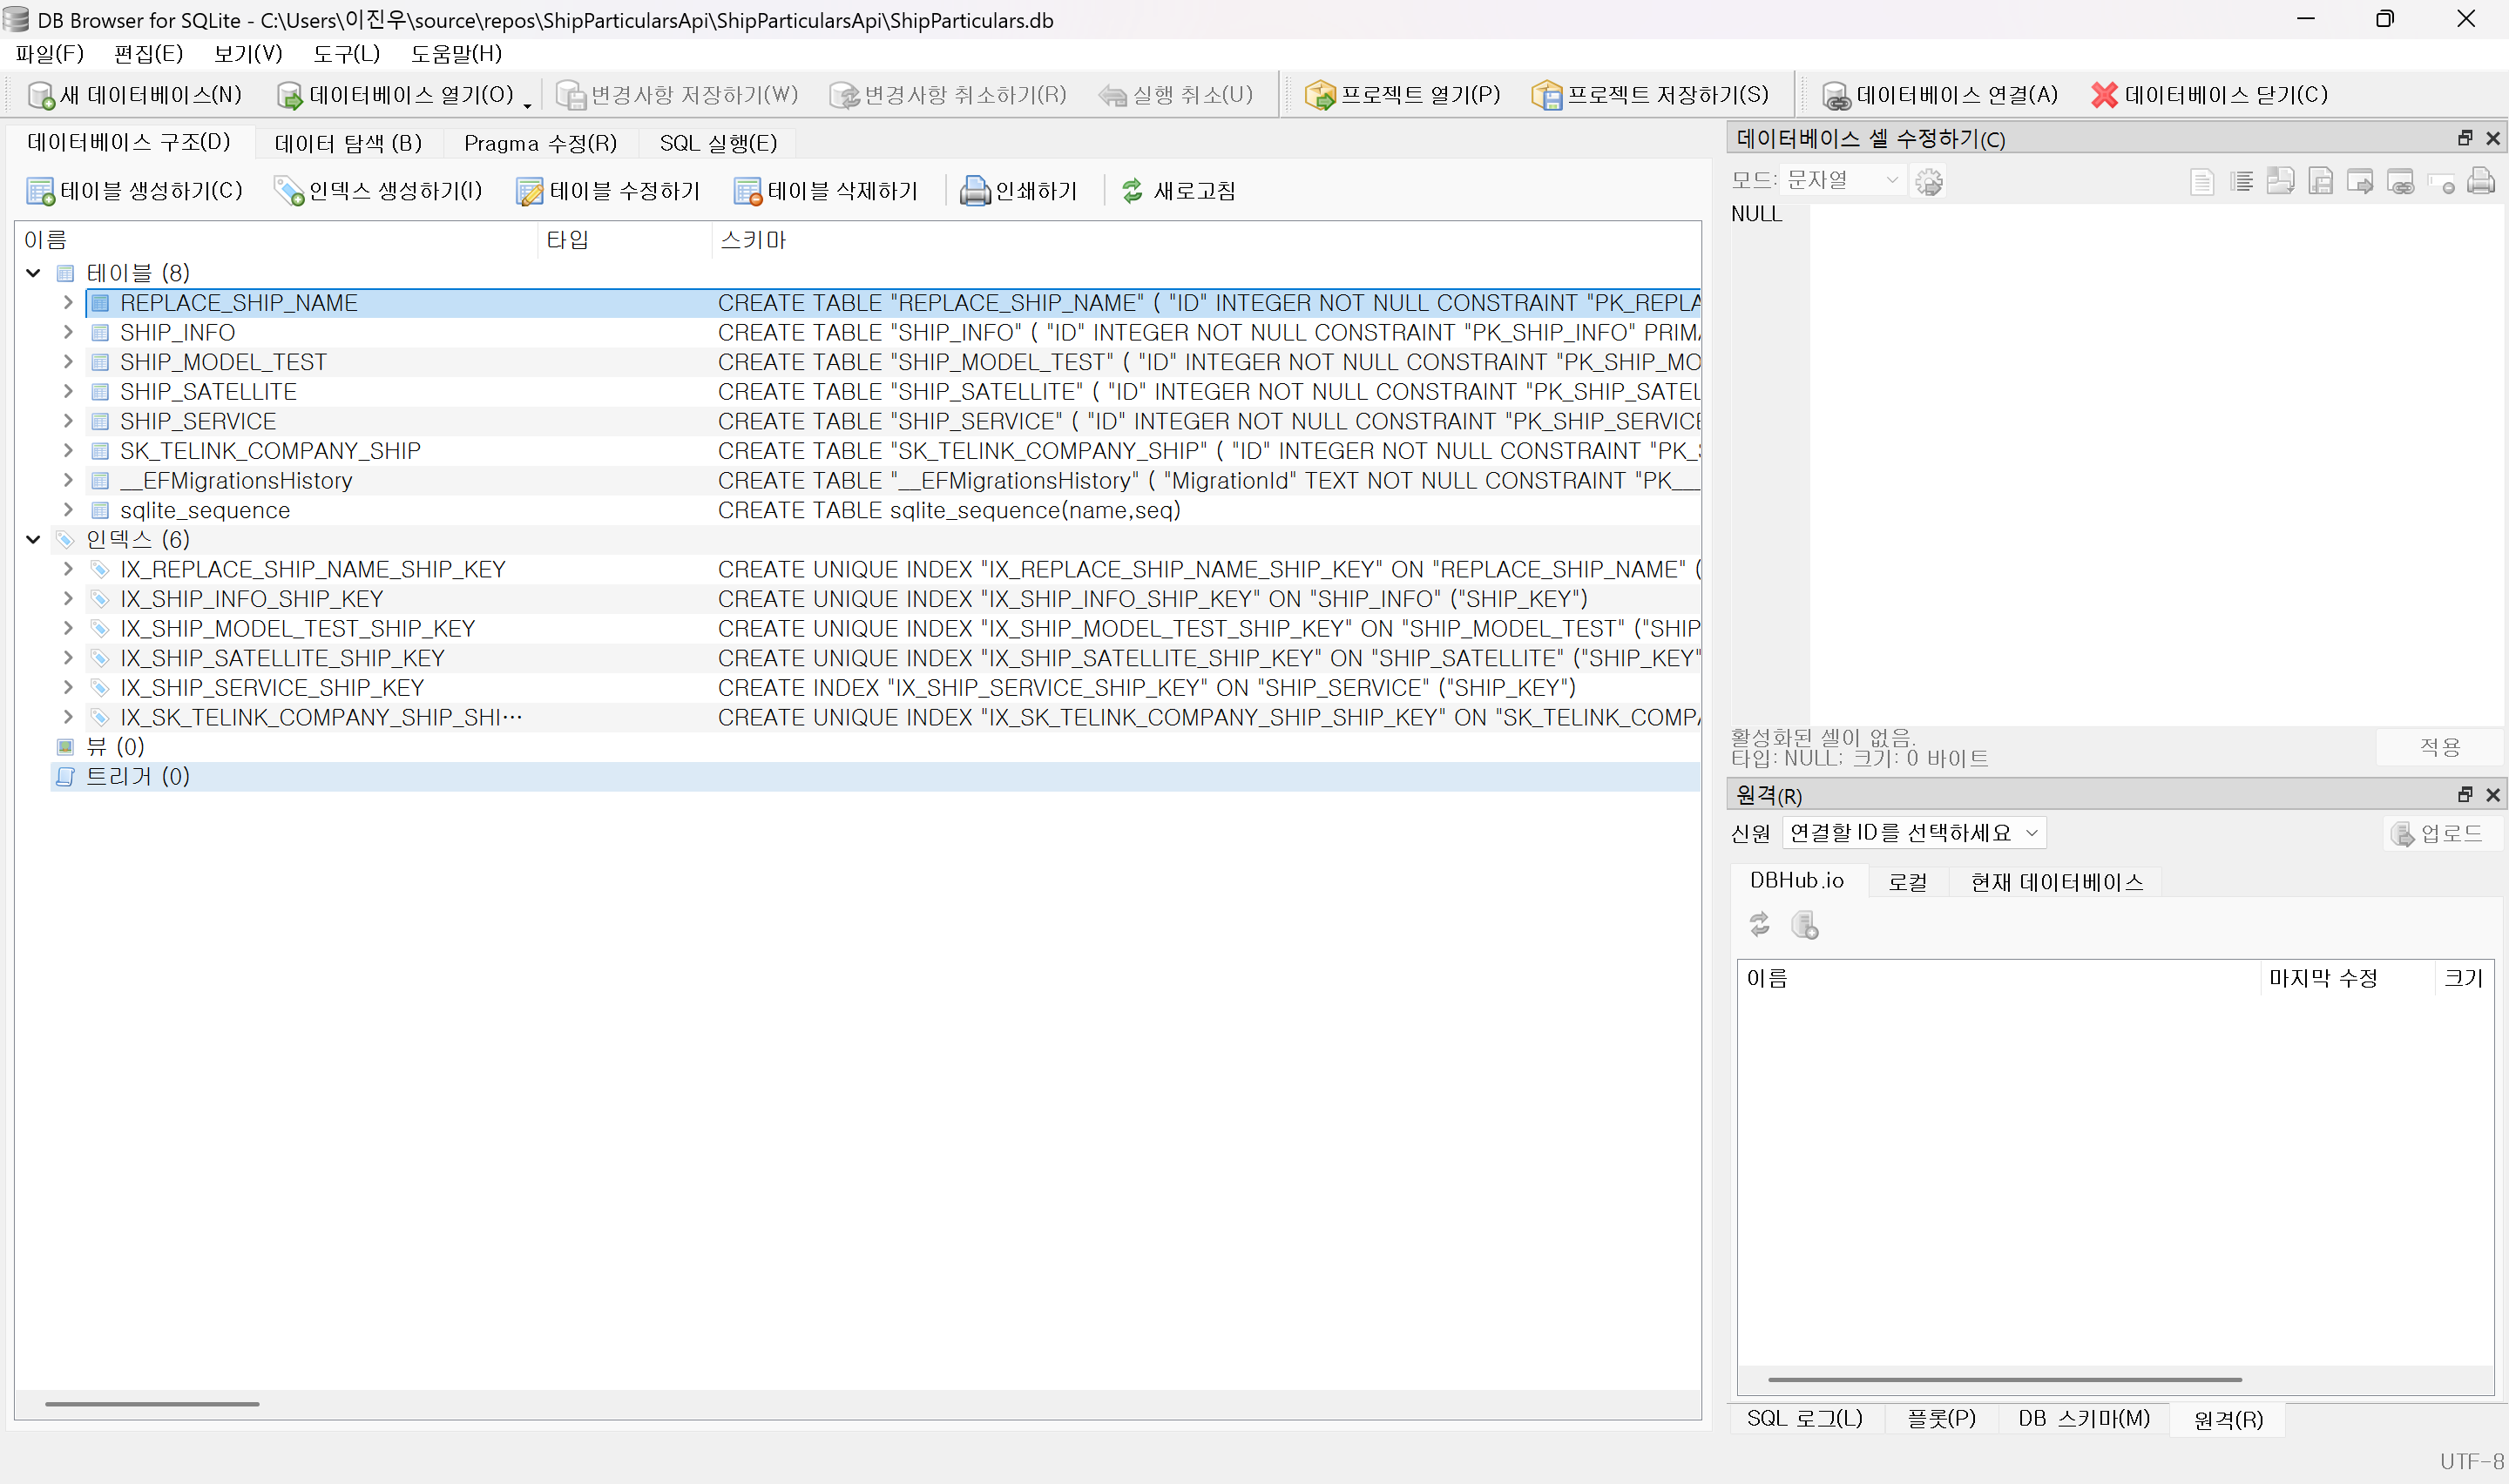 DB Browser for SQLite - C:\Users\이진우\source\repos\ShipParticularsApi\ShipParticularsApi\ShipParticulars.db
파일(F) 편집(E) 보기(V) 도구(L) 도움말(H)
새 데이터베이스(N) 데이터베이스 열기(O) 변경사항 저장하기(W) 변경사항 취소하기(R) 실행 취소(U) 프로젝트 열기(P) 프로젝트 저장하기(S) 데이터베이스 연결(A) 데이터베이스 닫기(C)
데이터베이스 구조(D) 데이터 탐색 (B) Pragma 수정(R) SQL 실행(E)
테이블 생성하기(C) 인덱스 생성하기(I) 테이블 수정하기 테이블 삭제하기 인쇄하기 새로고침
이름 타입 스키마
테이블 (8)
REPLACE_SHIP_NAME CREATE TABLE "REPLACE_SHIP_NAME" ( "ID" INTEGER NOT NULL CONSTRAINT "PK_REPLA
SHIP_INFO CREATE TABLE "SHIP_INFO" ( "ID" INTEGER NOT NULL CONSTRAINT "PK_SHIP_INFO" PRIMA
SHIP_MODEL_TEST CREATE TABLE "SHIP_MODEL_TEST" ( "ID" INTEGER NOT NULL CONSTRAINT "PK_SHIP_MO
SHIP_SATELLITE CREATE TABLE "SHIP_SATELLITE" ( "ID" INTEGER NOT NULL CONSTRAINT "PK_SHIP_SATEL
SHIP_SERVICE CREATE TABLE "SHIP_SERVICE" ( "ID" INTEGER NOT NULL CONSTRAINT "PK_SHIP_SERVICE
SK_TELINK_COMPANY_SHIP CREATE TABLE "SK_TELINK_COMPANY_SHIP" ( "ID" INTEGER NOT NULL CONSTRAINT "PK_S
__EFMigrationsHistory CREATE TABLE "__EFMigrationsHistory" ( "MigrationId" TEXT NOT NULL CONSTRAINT "PK___
sqlite_sequence CREATE TABLE sqlite_sequence(name,seq)
인덱스 (6)
IX_REPLACE_SHIP_NAME_SHIP_KEY CREATE UNIQUE INDEX "IX_REPLACE_SHIP_NAME_SHIP_KEY" ON "REPLACE_SHIP_NAME" (
IX_SHIP_INFO_SHIP_KEY CREATE UNIQUE INDEX "IX_SHIP_INFO_SHIP_KEY" ON "SHIP_INFO" ("SHIP_KEY")
IX_SHIP_MODEL_TEST_SHIP_KEY CREATE UNIQUE INDEX "IX_SHIP_MODEL_TEST_SHIP_KEY" ON "SHIP_MODEL_TEST" ("SHIP
IX_SHIP_SATELLITE_SHIP_KEY CREATE UNIQUE INDEX "IX_SHIP_SATELLITE_SHIP_KEY" ON "SHIP_SATELLITE" ("SHIP_KEY"
IX_SHIP_SERVICE_SHIP_KEY CREATE INDEX "IX_SHIP_SERVICE_SHIP_KEY" ON "SHIP_SERVICE" ("SHIP_KEY")
IX_SK_TELINK_COMPANY_SHIP_SHI… CREATE UNIQUE INDEX "IX_SK_TELINK_COMPANY_SHIP_SHIP_KEY" ON "SK_TELINK_COMPA
뷰 (0)
트리거 (0)
데이터베이스 셀 수정하기(C)
모드: 문자열
NULL
활성화된 셀이 없음.
타입: NULL; 크기: 0 바이트
적용
원격(R)
신원 연결할 ID를 선택하세요 업로드
DBHub.io 로컬 현재 데이터베이스
이름 마지막 수정 크기
SQL 로그(L) 플롯(P) DB 스키마(M) 원격(R)
UTF-8